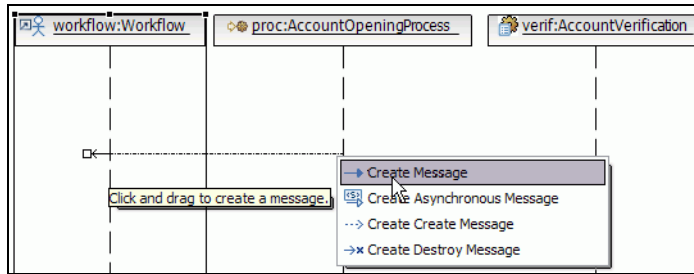 workflow:Workflow
proc:AccountOpeningProcess
verif:AccountVerification
Create Message
Click and drag to create a message.
Create Asynchronous Message
Create Create Message
Create Destroy Message